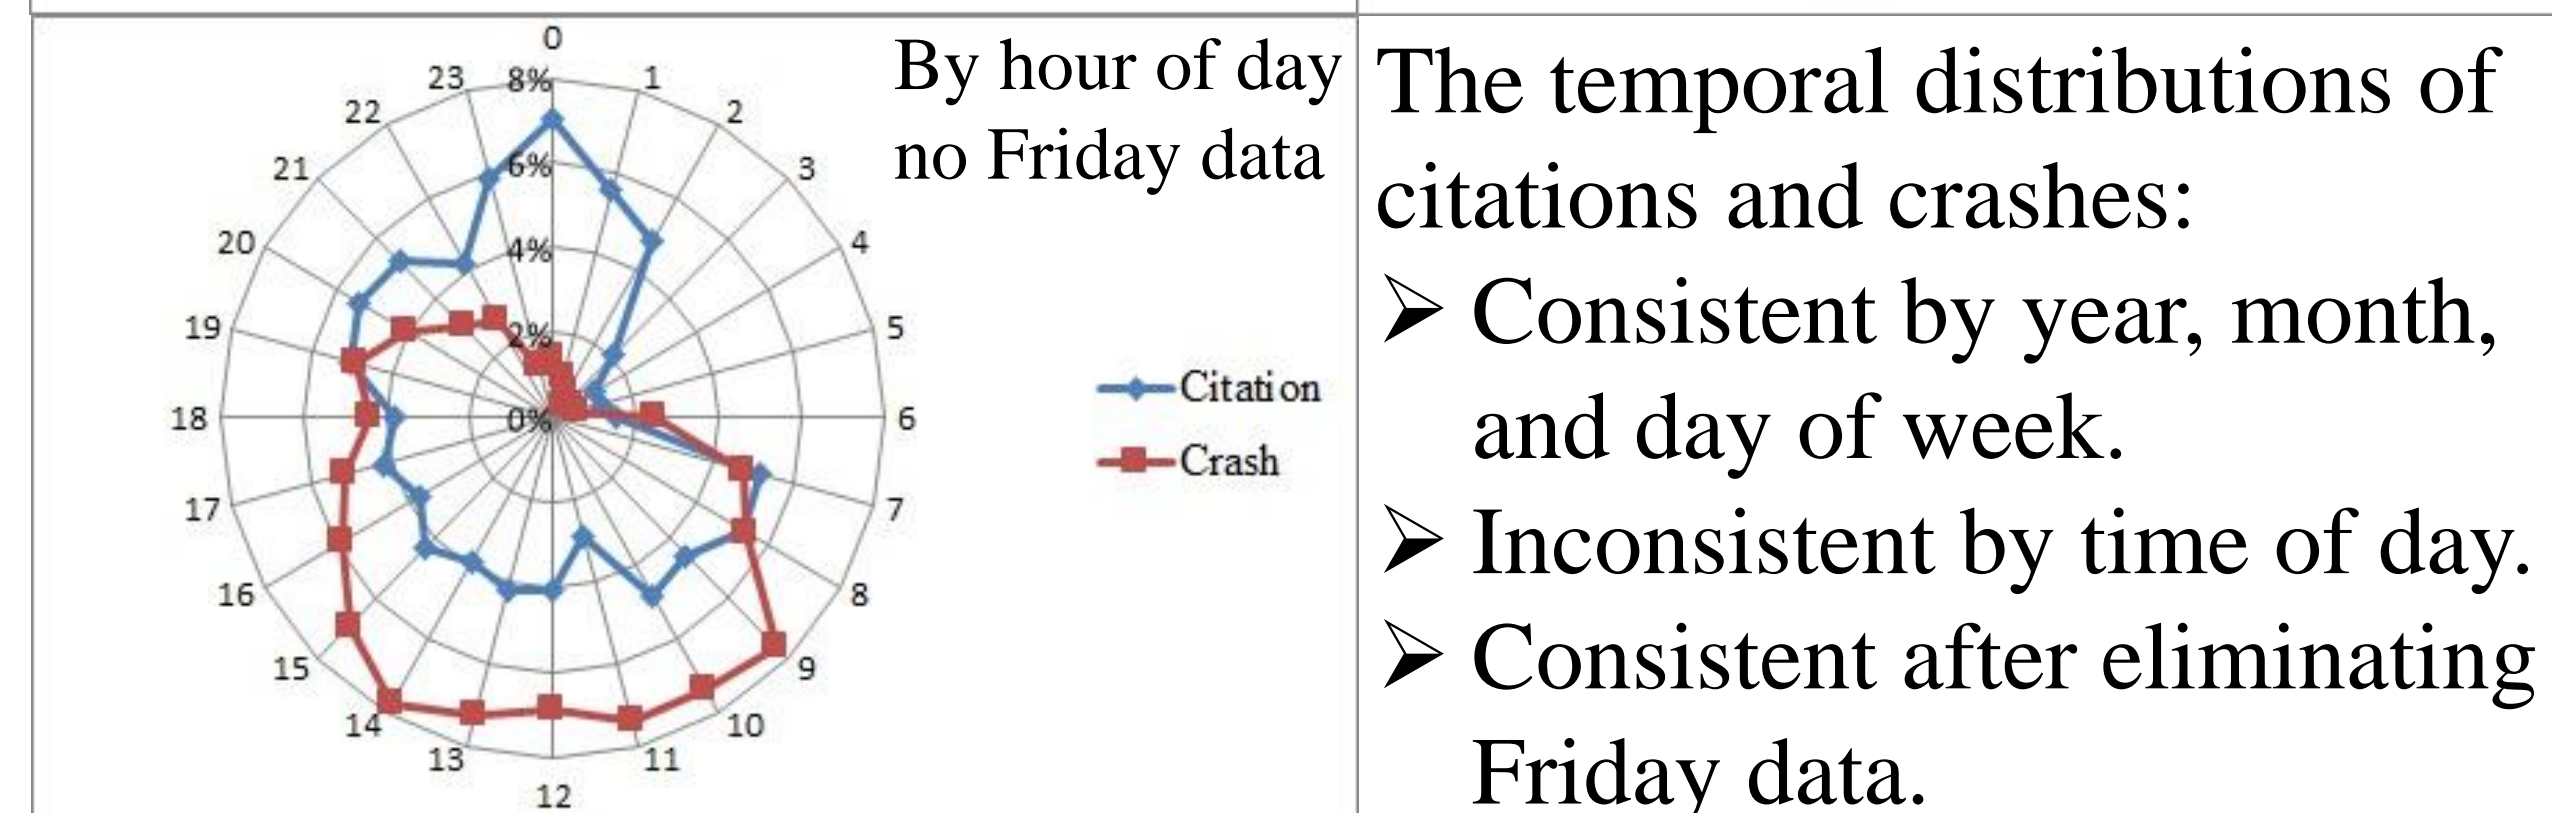 By hour of day
no Friday data
0
1
2
3
4
5
6
7
8
9
10
11
12
13
14
15
16
17
18
19
20
21
22
23
8%
6%
4%
2%
0%
Citation
Crash
The temporal distributions of
citations and crashes:
➢ Consistent by year, month,
and day of week.
➢ Inconsistent by time of day.
➢ Consistent after eliminating
Friday data.